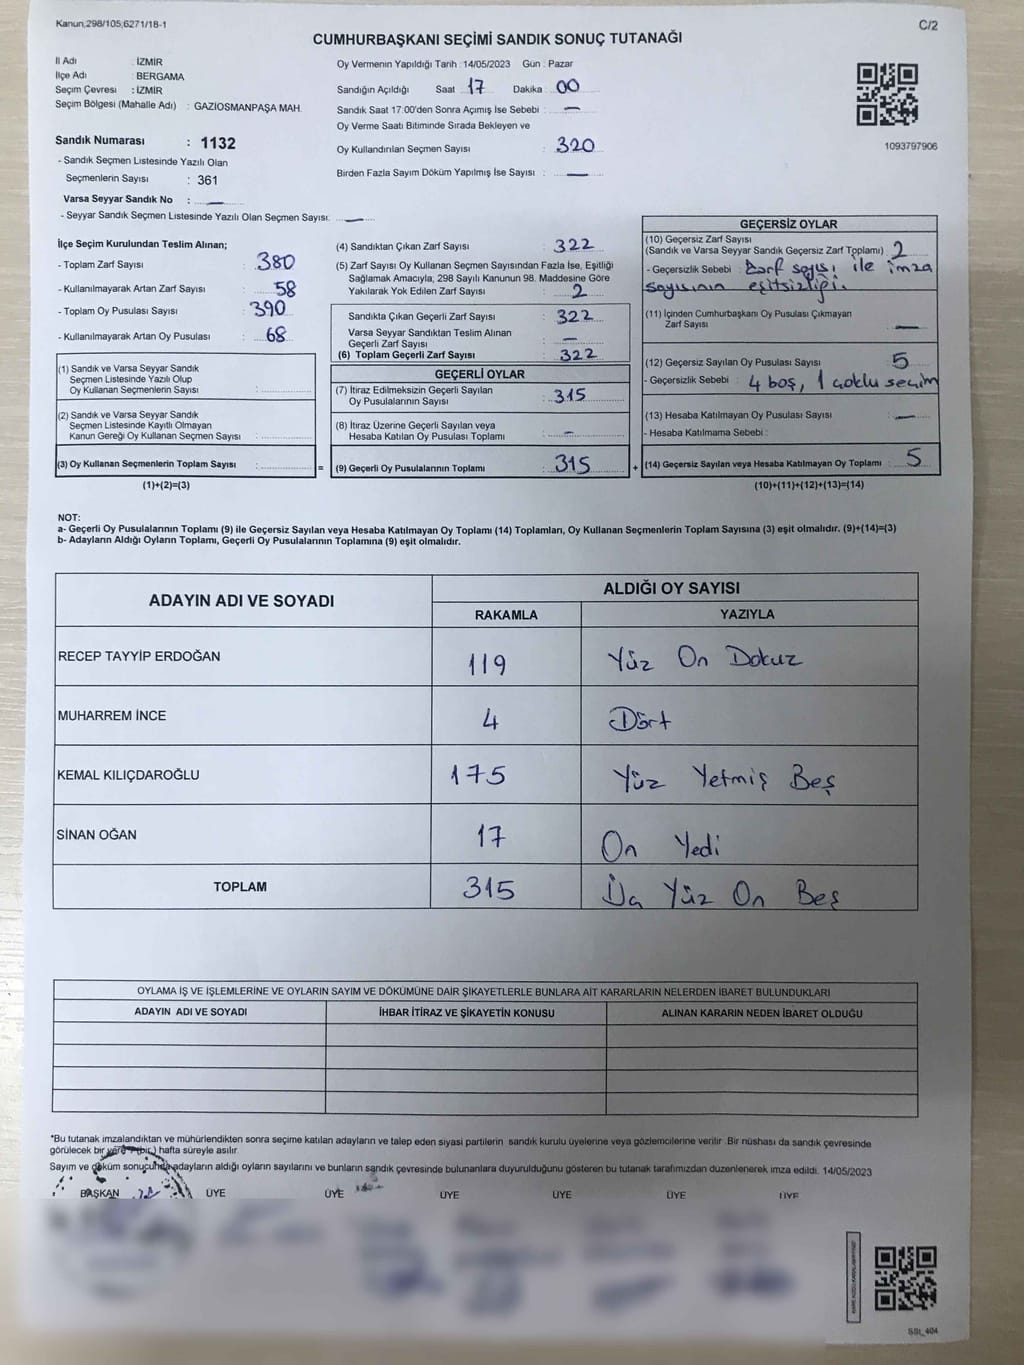 Kanun,298/105,6271/18-1
C/2
CUMHURBAŞKANI SEÇİMİ SANDIK SONUÇ TUTANAĞI
İl Adı : İZMİR
İlçe Adı : BERGAMA
Seçim Çevresi : İZMİR
Seçim Bölgesi (Mahalle Adı) : GAZİOSMANPAŞA MAH.
Sandık Numarası : 1132
- Sandık Seçmen Listesinde Yazılı Olan
Seçmenlerin Sayısı : 361
Varsa Seyyar Sandık No :
- Seyyar Sandık Seçmen Listesinde Yazılı Olan Seçmen Sayısı:
Oy Vermenin Yapıldığı Tarih : 14/05/2023 Gün : Pazar
Sandığın Açıldığı Saat 17 Dakika 00
Sandık Saat 17:00'den Sonra Açımış İse Sebebi : —
Oy Verme Saati Bitiminde Sırada Bekleyen ve
Oy Kullandırılan Seçmen Sayısı : 320
Birden Fazla Sayım Döküm Yapılmış İse Sayısı : —
1093797906
İlçe Seçim Kurulundan Teslim Alınan;
- Toplam Zarf Sayısı : 380
- Kullanılmayarak Artan Zarf Sayısı : 58
- Toplam Oy Pusulası Sayısı : 390
- Kullanılmayarak Artan Oy Pusulası : 68
(1) Sandık ve Varsa Seyyar Sandık
Seçmen Listesinde Yazılı Olup
Oy Kullanan Seçmenlerin Sayısı :
(2) Sandık ve Varsa Seyyar Sandık
Seçmen Listesinde Kayıtlı Olmayan
Kanun Gereği Oy Kullanan Seçmen Sayısı :
(3) Oy Kullanan Seçmenlerin Toplam Sayısı : =
(1)+(2)=(3)
(4) Sandıktan Çıkan Zarf Sayısı : 322
(5) Zarf Sayısı Oy Kullanan Seçmen Sayısından Fazla İse, Eşitliği
Sağlamak Amacıyla, 298 Sayılı Kanunun 98. Maddesine Göre
Yakılarak Yok Edilen Zarf Sayısı : 2
Sandıkta Çıkan Geçerli Zarf Sayısı : 322
Varsa Seyyar Sandıktan Teslim Alınan
Geçerli Zarf Sayısı : —
(6) Toplam Geçerli Zarf Sayısı : 322
GEÇERLİ OYLAR
(7) İtiraz Edilmeksizin Geçerli Sayılan
Oy Pusulalarının Sayısı : 315
(8) İtiraz Üzerine Geçerli Sayılan veya
Hesaba Katılan Oy Pusulası Toplamı : —
(9) Geçerli Oy Pusulalarının Toplamı : 315 +
GEÇERSİZ OYLAR
(10) Geçersiz Zarf Sayısı
(Sandık ve Varsa Seyyar Sandık Geçersiz Zarf Toplamı) : 2
- Geçersizlik Sebebi : Zarf sayısı ile imza
sayısının eşitsizliği.
(11) İçinden Cumhurbaşkanı Oy Pusulası Çıkmayan
Zarf Sayısı : —
(12) Geçersiz Sayılan Oy Pusulası Sayısı : 5
- Geçersizlik Sebebi : 4 boş, 1 çoklu seçim
(13) Hesaba Katılmayan Oy Pusulası Sayısı : —
- Hesaba Katılmama Sebebi :
(14) Geçersiz Sayılan veya Hesaba Katılmayan Oy Toplamı : 5
(10)+(11)+(12)+(13)=(14)
NOT:
a- Geçerli Oy Pusulalarının Toplamı (9) ile Geçersiz Sayılan veya Hesaba Katılmayan Oy Toplamı (14) Toplamları, Oy Kullanan Seçmenlerin Toplam Sayısına (3) eşit olmalıdır. (9)+(14)=(3)
b- Adayların Aldığı Oyların Toplamı, Geçerli Oy Pusulalarının Toplamına (9) eşit olmalıdır.
ADAYIN ADI VE SOYADI
ALDIĞI OY SAYISI
RAKAMLA YAZIYLA
RECEP TAYYİP ERDOĞAN 119 Yüz On Dokuz
MUHARREM İNCE 4 Dört
KEMAL KILIÇDAROĞLU 175 Yüz Yetmiş Beş
SİNAN OĞAN 17 On Yedi
TOPLAM 315 Üç Yüz On Beş
OYLAMA İŞ VE İŞLEMLERİNE VE OYLARIN SAYIM VE DÖKÜMÜNE DAİR ŞİKAYETLERLE BUNLARA AİT KARARLARIN NELERDEN İBARET BULUNDUKLARI
ADAYIN ADI VE SOYADI İHBAR İTİRAZ VE ŞİKAYETİN KONUSU ALINAN KARARIN NEDEN İBARET OLDUĞU
*Bu tutanak imzalandıktan ve mühürlendikten sonra seçime katılan adayların ve talep eden siyasi partilerin sandık kurulu üyelerine veya gözlemcilerine verilir. Bir nüshası da sandık çevresinde
görülecek bir yere 7 (bir) hafta süreyle asılır.
Sayım ve döküm sonucunda adayların aldığı oyların sayılarını ve bunların sandık çevresinde bulunanlara duyurulduğunu gösteren bu tutanak tarafımızdan düzenlenerek imza edildi. 14/05/2023
BAŞKAN ÜYE ÜYE ÜYE ÜYE ÜYE ÜYE
SSI_404